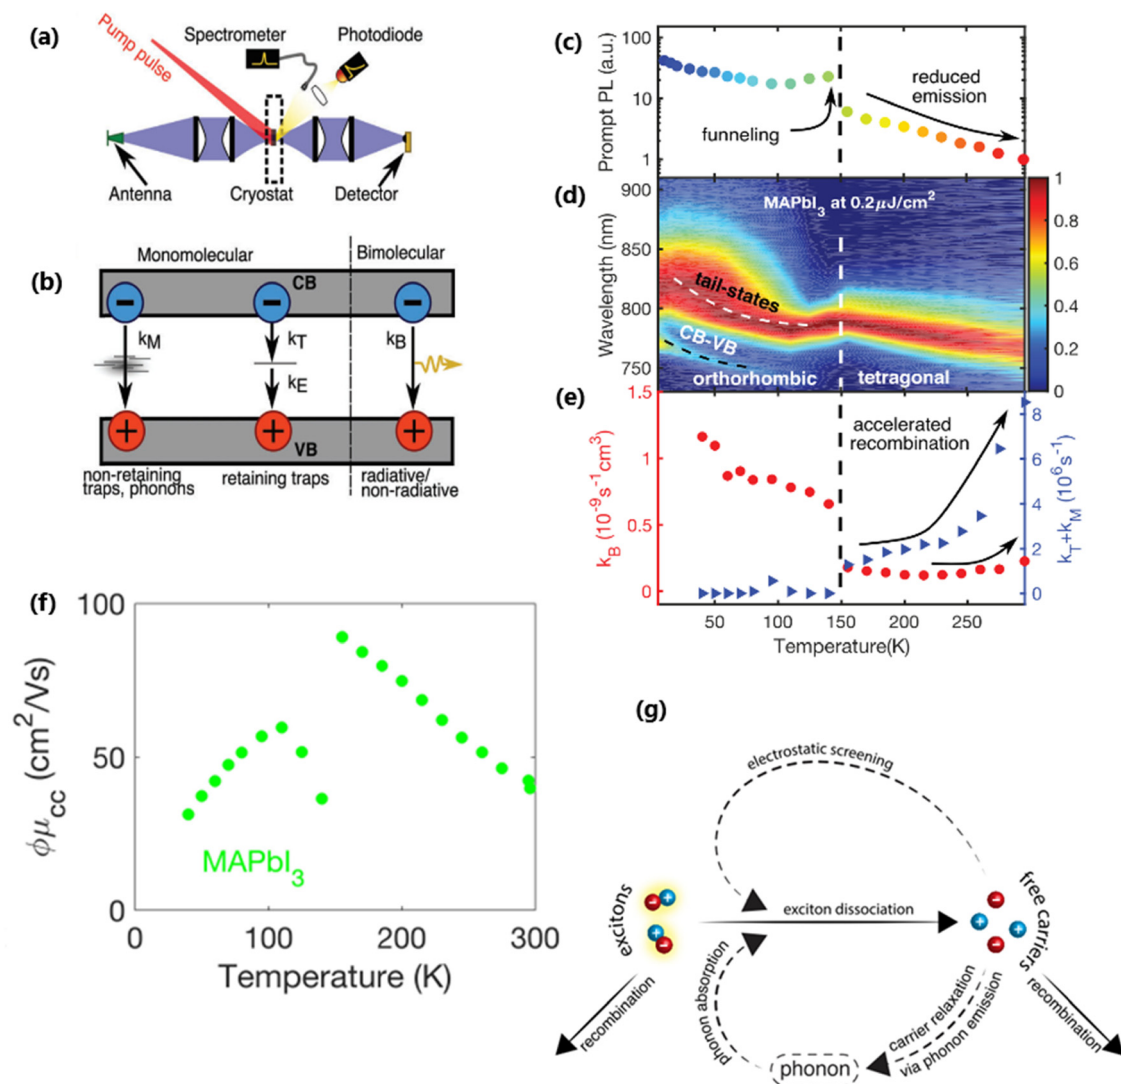 (a)
Pump pulse
Spectrometer
Photodiode
Antenna
Cryostat
Detector
(b)
Monomolecular
Bimolecular
CB
k_M
k_T
k_B
k_E
VB
non-retaining
traps, phonons
retaining traps
radiative/
non-radiative
(c)
Prompt PL (a.u.)
100
10
1
funneling
reduced
emission
(d)
Wavelength (nm)
900
850
800
750
MAPbI₃ at 0.2μJ/cm²
tail-states
CB-VB
orthorhombic
tetragonal
1
0.8
0.6
0.4
0.2
0
(e)
k_B (10⁻⁹s⁻¹cm³)
1.5
1
0.5
0
accelerated
recombination
8
6
4
2
0
k_T+k_M (10⁶s⁻¹)
50
100
150
200
250
Temperature(K)
(f)
ϕμ_cc (cm²/Vs)
100
50
0
MAPbI₃
0
100
200
300
Temperature (K)
(g)
electrostatic screening
excitons
exciton dissociation
free carriers
phonon absorption
carrier relaxation
via phonon emission
phonon
recombination
recombination